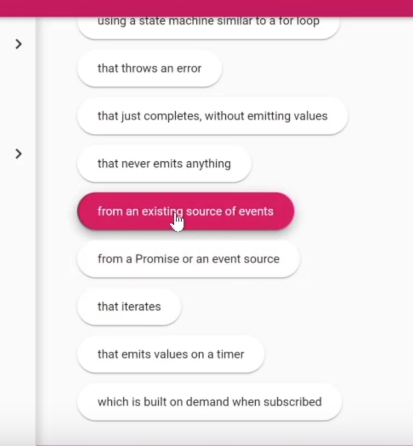 using a state machine similar to a for loop
that throws an error
that just completes, without emitting values
that never emits anything
from an existing source of events
from a Promise or an event source
that iterates
that emits values on a timer
which is built on demand when subscribed